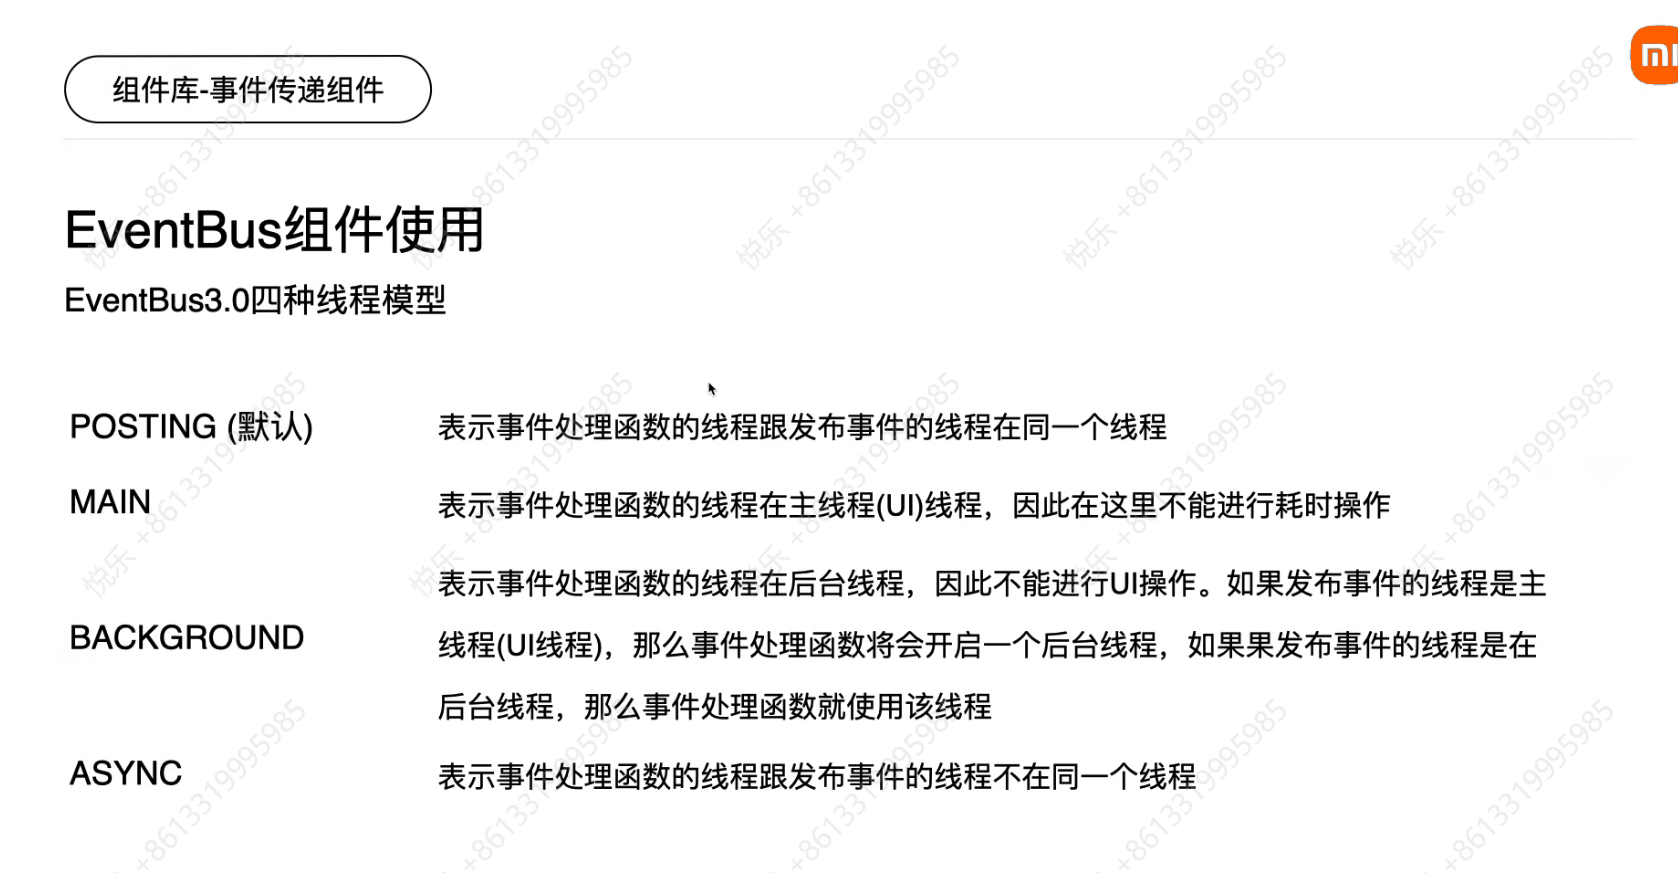 组件库-事件传递组件
EventBus组件使用
EventBus3.0四种线程模型
POSTING (默认)
表示事件处理函数的线程跟发布事件的线程在同一个线程
MAIN
表示事件处理函数的线程在主线程(UI)线程，因此在这里不能进行耗时操作
BACKGROUND
表示事件处理函数的线程在后台线程，因此不能进行UI操作。如果发布事件的线程是主
线程(UI线程)，那么事件处理函数将会开启一个后台线程，如果果发布事件的线程是在
后台线程，那么事件处理函数就使用该线程
ASYNC
表示事件处理函数的线程跟发布事件的线程不在同一个线程
悦乐 +8613319995985